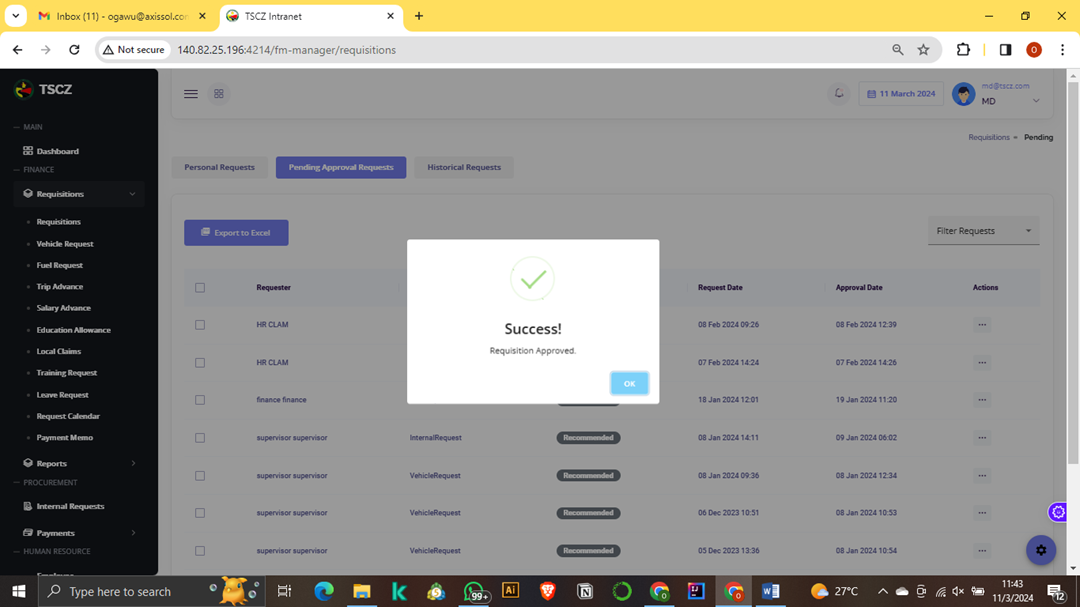 Inbox (11) - ogawu@axissol.con
TSCZ Intranet
Not secure
140.82.25.196:4214/fm-manager/requisitions
O
TSCZ
11 March 2024
md@tscz.com
MD
MAIN
Dashboard
FINANCE
Requisitions
Requisitions
Vehicle Request
Fuel Request
Trip Advance
Salary Advance
Education Allowance
Local Claims
Training Request
Leave Request
Request Calendar
Payment Memo
Reports
PROCUREMENT
Internal Requests
Payments
HUMAN RESOURCE
Requisitions » Pending
Personal Requests
Pending Approval Requests
Historical Requests
Export to Excel
Filter Requests
Requester Request Date Approval Date Actions
HR CLAM 08 Feb 2024 09:26 08 Feb 2024 12:39 ...
HR CLAM 07 Feb 2024 14:24 07 Feb 2024 14:26 ...
finance finance 18 Jan 2024 12:01 19 Jan 2024 11:20 ...
supervisor supervisor InternalRequest Recommended 08 Jan 2024 14:11 09 Jan 2024 06:02 ...
supervisor supervisor VehicleRequest Recommended 08 Jan 2024 09:36 08 Jan 2024 12:34 ...
supervisor supervisor VehicleRequest Recommended 06 Dec 2023 10:51 08 Jan 2024 10:53 ...
supervisor supervisor VehicleRequest Recommended 05 Dec 2023 13:36 08 Jan 2024 10:54 ...
Success!
Requisition Approved.
OK
Type here to search
99+
Ai
27°C
11:43
11/3/2024
12